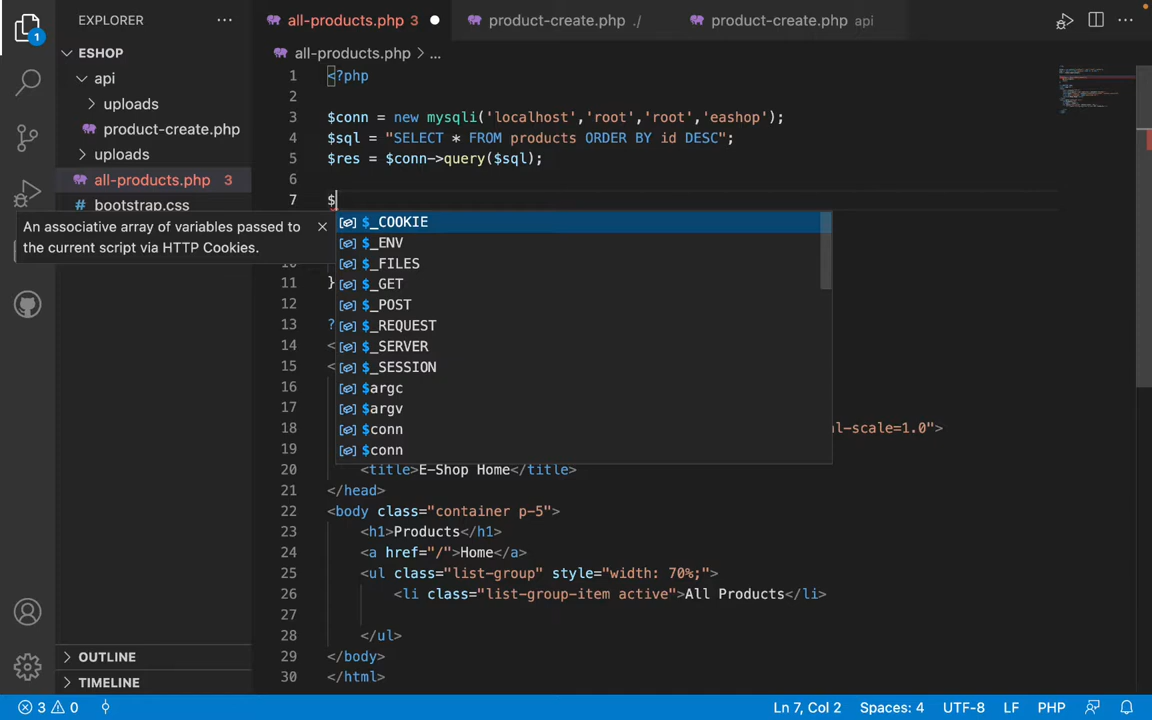 EXPLORER
all-products.php 3
product-create.php ./
product-create.php api
1
ESHOP
api
uploads
product-create.php
uploads
all-products.php 3
bootstrap.css
all-products.php > ...
1 <?php
2
3 $conn = new mysqli('localhost','root','root','eashop');
4 $sql = "SELECT * FROM products ORDER BY id DESC";
5 $res = $conn->query($sql);
6
7 $
An associative array of variables passed to
the current script via HTTP Cookies.
$_COOKIE
$_ENV
$_FILES
$_GET
$_POST
$_REQUEST
$_SERVER
$_SESSION
$argc
$argv
$conn
$conn
11 }
12
13 ?
14 <
15 <
16
17
18 al-scale=1.0">
19
20 <title>E-Shop Home</title>
21 </head>
22 <body class="container p-5">
23 <h1>Products</h1>
24 <a href="/">Home</a>
25 <ul class="list-group" style="width: 70%;">
26 <li class="list-group-item active">All Products</li>
27
28 </ul>
29 </body>
30 </html>
OUTLINE
TIMELINE
3 0
Ln 7, Col 2
Spaces: 4
UTF-8
LF
PHP